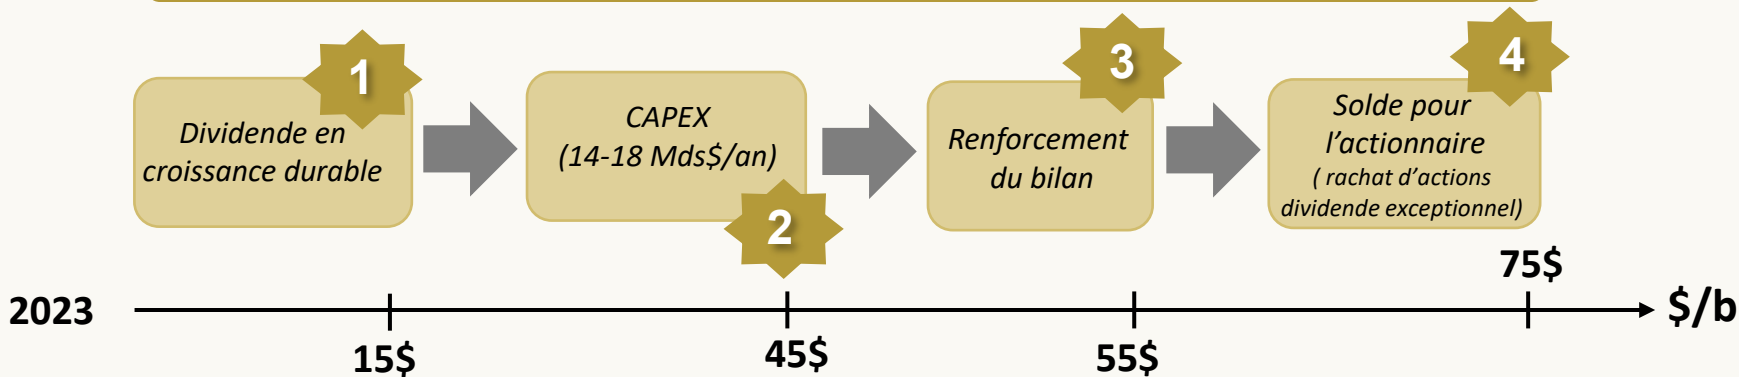 1
Dividende en
croissance durable
CAPEX
(14-18 Mds$/an)
2
3
Renforcement
du bilan
4
Solde pour
l’actionnaire
( rachat d’actions
dividende exceptionnel)
2023
15$
45$
55$
75$
$/b